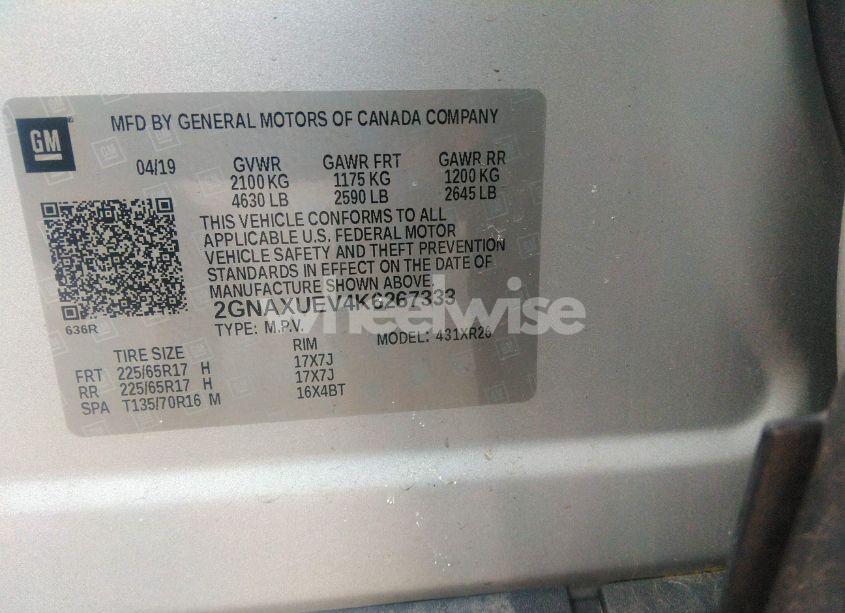 GM
MFD BY GENERAL MOTORS OF CANADA COMPANY
04/19 GVWR GAWR FRT GAWR RR
2100 KG 1175 KG 1200 KG
4630 LB 2590 LB 2645 LB
THIS VEHICLE CONFORMS TO ALL
APPLICABLE U.S. FEDERAL MOTOR
VEHICLE SAFETY AND THEFT PREVENTION
STANDARDS IN EFFECT ON THE DATE OF
MANUFACTURE SHOWN ABOVE.
2GNAXUEV4K6267333
636R TYPE: M.P.V. MODEL: 431XR26
wheelwise
TIRE SIZE RIM
FRT 225/65R17 H 17X7J
RR 225/65R17 H 17X7J
SPA T135/70R16 M 16X4BT